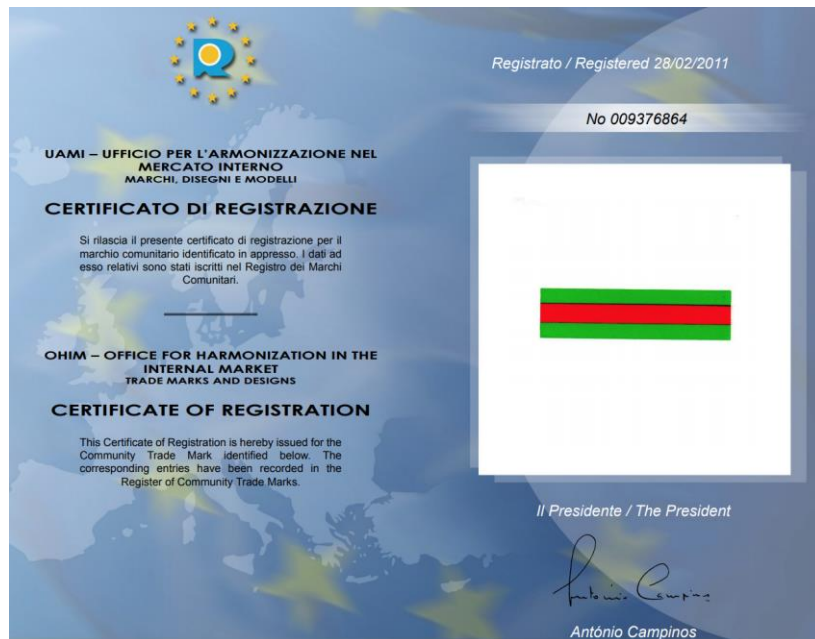 UAMI – UFFICIO PER L'ARMONIZZAZIONE NEL
MERCATO INTERNO
MARCHI, DISEGNI E MODELLI
CERTIFICATO DI REGISTRAZIONE
Si rilascia il presente certificato di registrazione per il
marchio comunitario identificato in appresso. I dati ad
esso relativi sono stati iscritti nel Registro dei Marchi
Comunitari.
OHIM – OFFICE FOR HARMONIZATION IN THE
INTERNAL MARKET
TRADE MARKS AND DESIGNS
CERTIFICATE OF REGISTRATION
This Certificate of Registration is hereby issued for the
Community Trade Mark identified below. The
corresponding entries have been recorded in the
Register of Community Trade Marks.
Registrato / Registered 28/02/2011
No 009376864
Il Presidente / The President
António Campinos
António Campinos